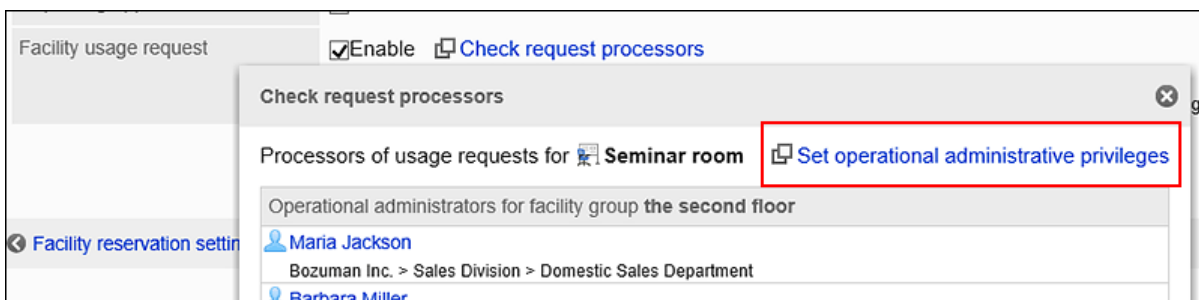 Facility usage request
Enable Check request processors
Check request processors
Processors of usage requests for Seminar room Set operational administrative privileges
Operational administrators for facility group the second floor
Maria Jackson
Bozuman Inc. > Sales Division > Domestic Sales Department
Facility reservation settin
Barbara Miller